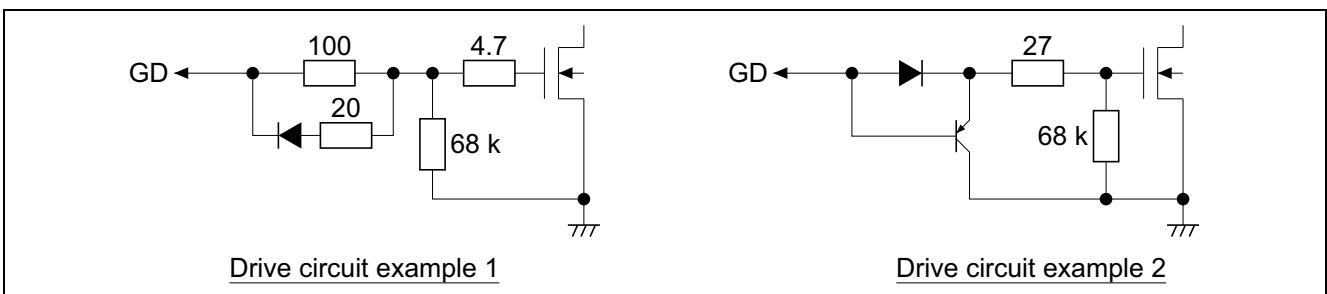 100
4.7
GD
20
68 k
Drive circuit example 1
27
GD
68 k
Drive circuit example 2